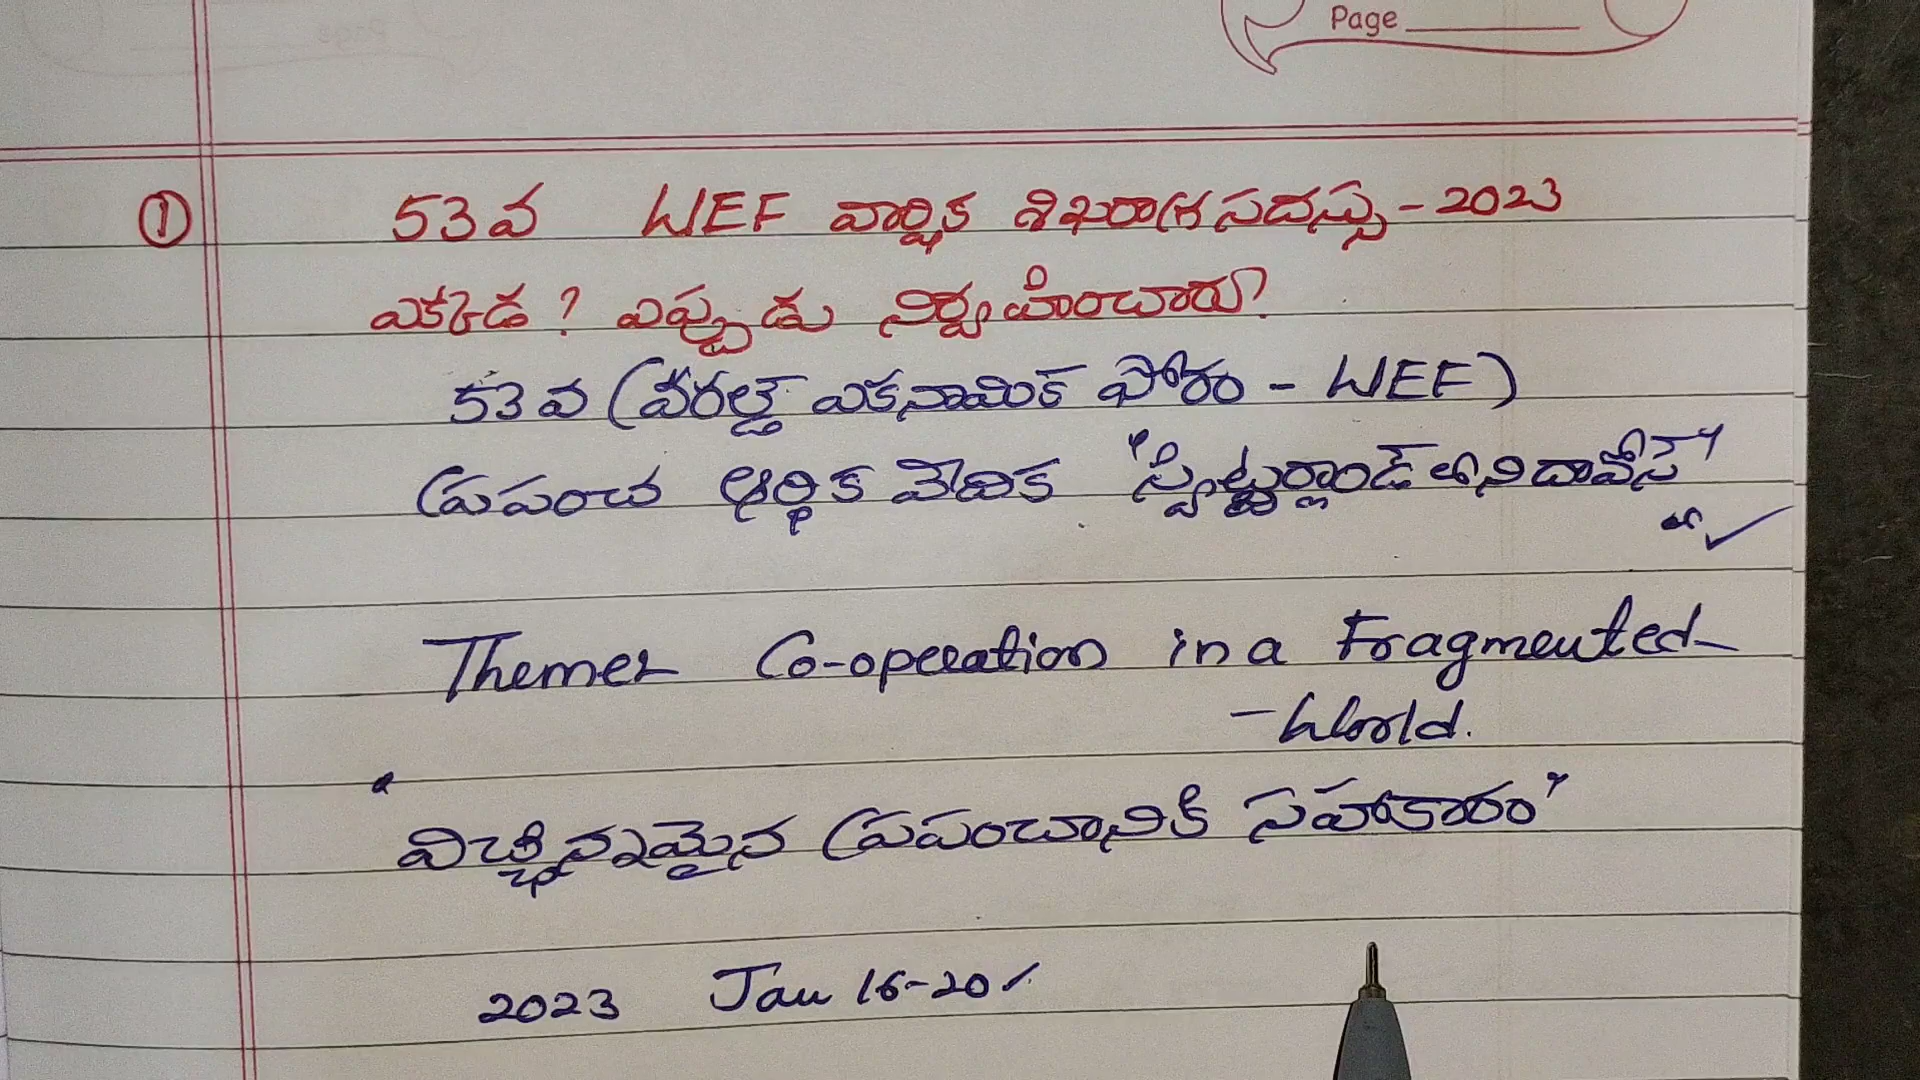 Page
① 53వ WEF వార్షిక శిఖరాగ్రసదస్సు - 2023
ఎక్కడ? ఎప్పుడు నిర్వహించారు?
53వ (వరల్డ్ ఎకనామిక్ ఫోరం - WEF)
ప్రపంచ ఆర్థిక వేదిక "స్విట్జర్లాండ్ లోని దావోస్"
లో ✓
Theme:- Co-operation in a Fragmented-
- World.
"విచ్ఛిన్నమైన ప్రపంచానికి సహకారం"
2023 Jan 16-20